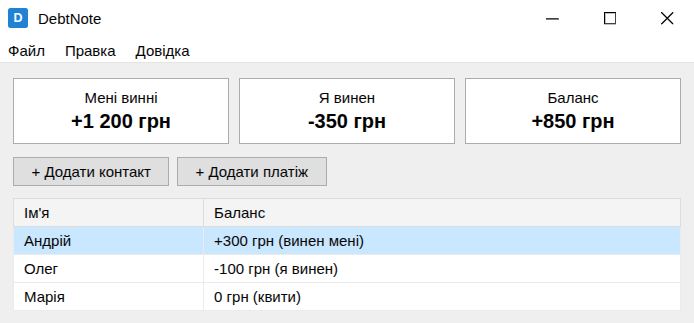 D DebtNote
Файл Правка Довідка
Мені винні Я винен Баланс
+1 200 грн -350 грн +850 грн
+ Додати контакт + Додати платіж
Ім'я Баланс
Андрій +300 грн (винен мені)
Олег -100 грн (я винен)
Марія 0 грн (квити)